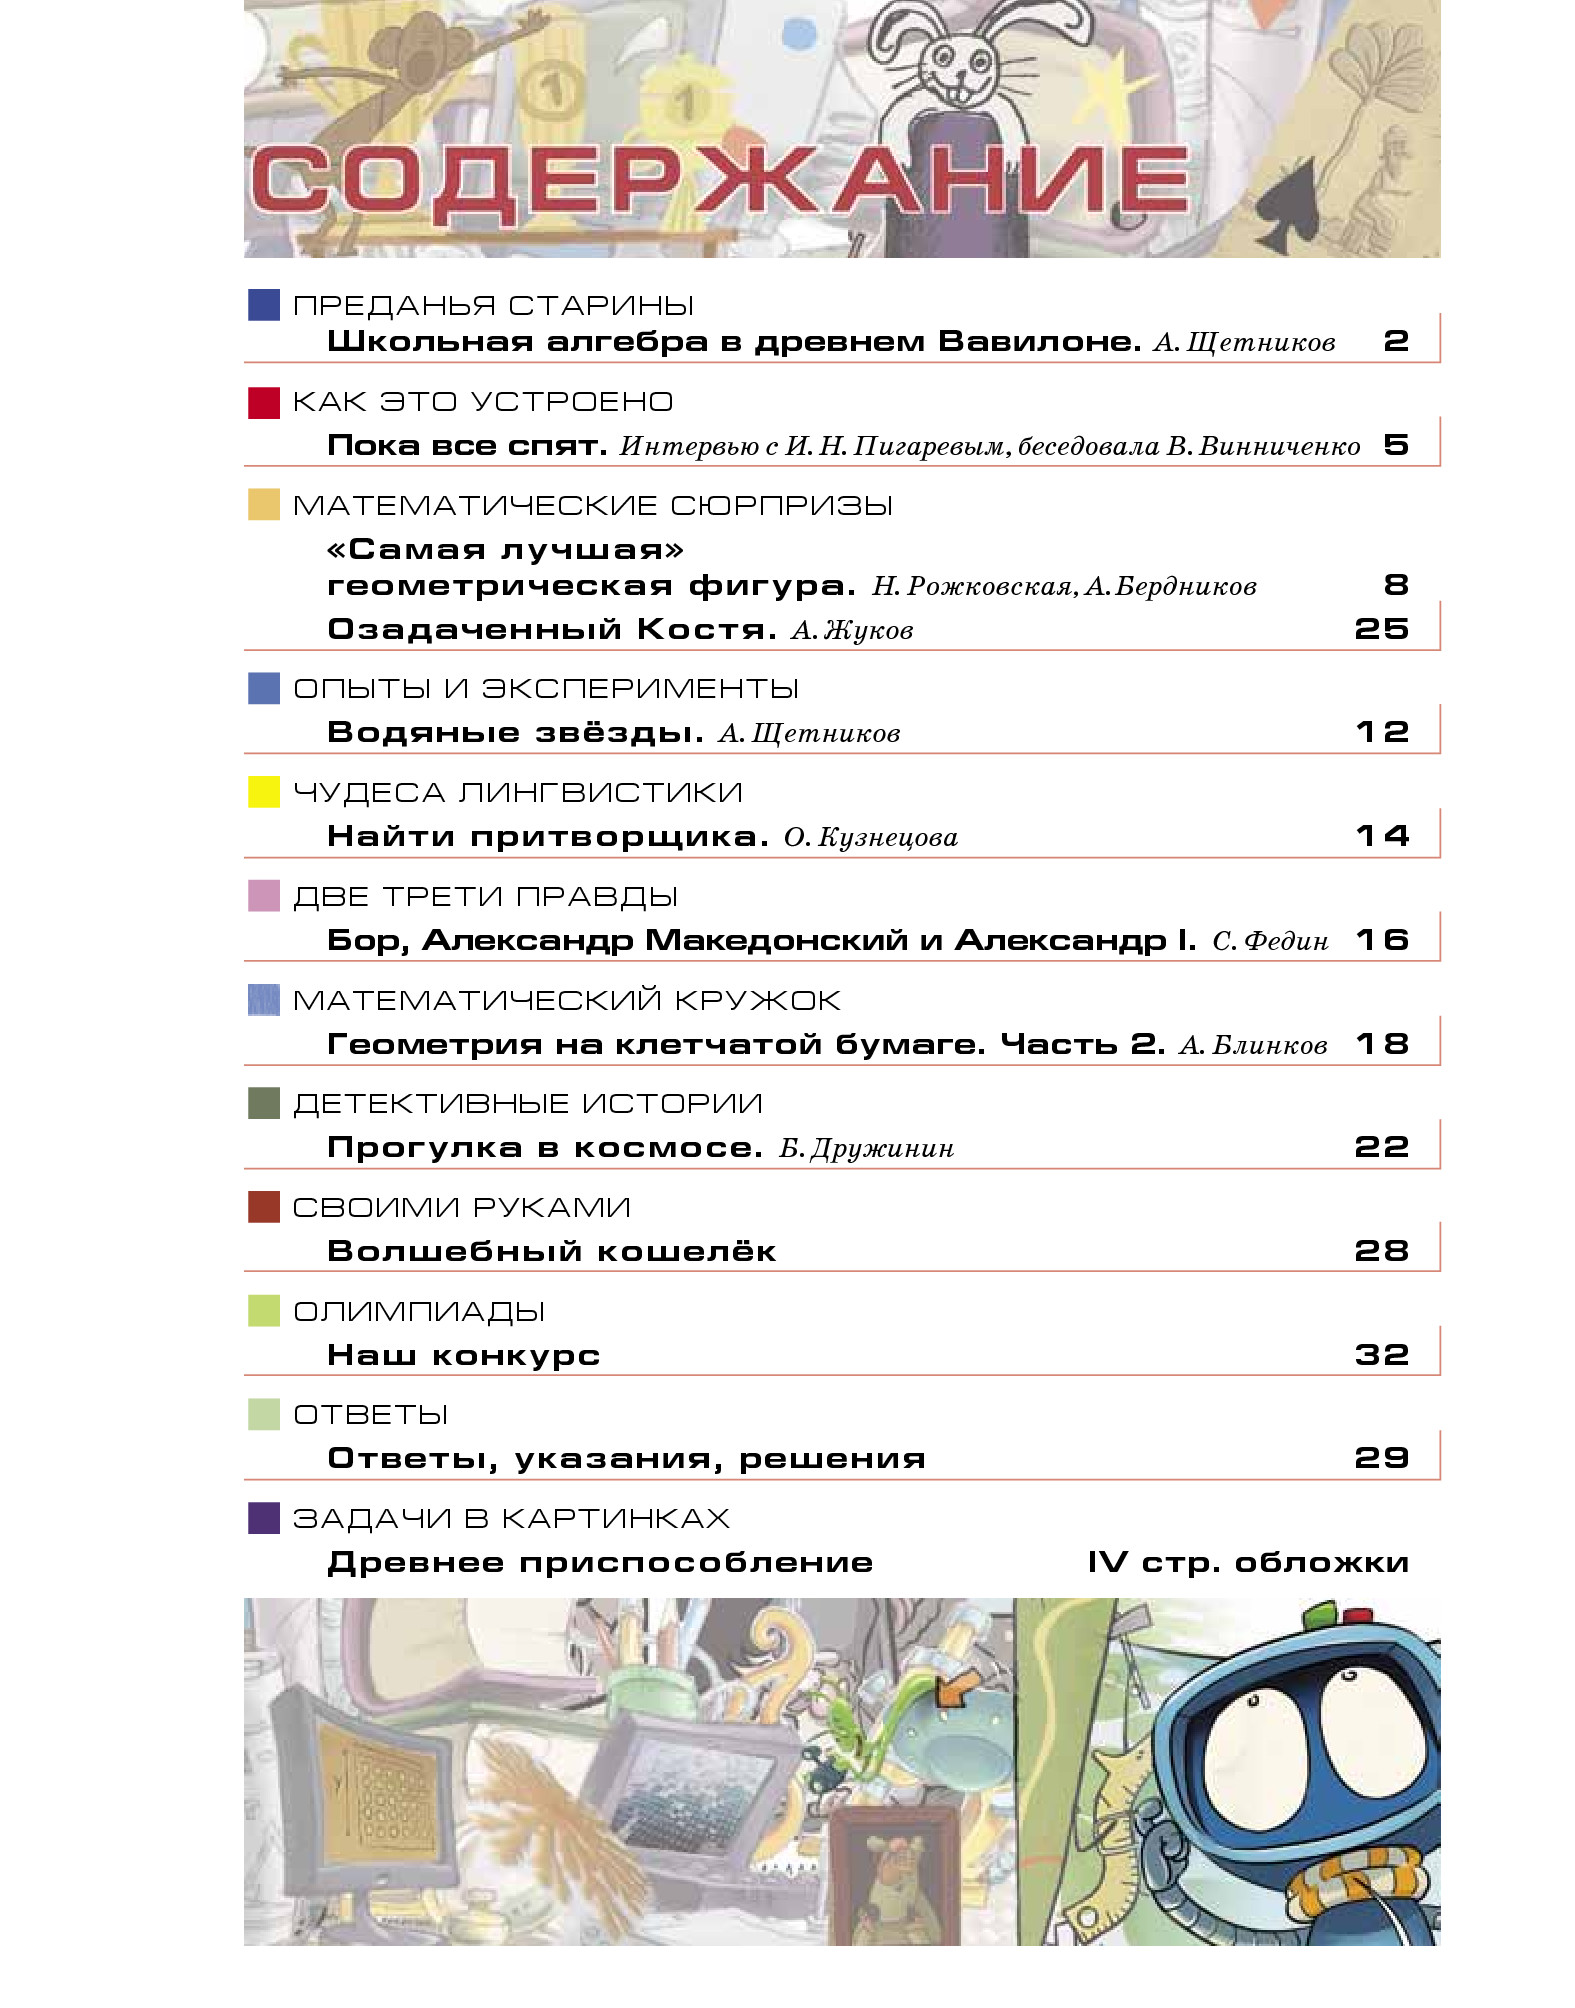 СОДЕРЖАНИЕ
ПРЕДАНЬЯ СТАРИНЫ
Школьная алгебра в древнем Вавилоне. А. Щетников 2
КАК ЭТО УСТРОЕНО
Пока все спят. Интервью с И. Н. Пигаревым, беседовала В. Винниченко 5
МАТЕМАТИЧЕСКИЕ СЮРПРИЗЫ
«Самая лучшая»
геометрическая фигура. Н. Рожковская, А. Бердников 8
Озадаченный Костя. А. Жуков 25
ОПЫТЫ И ЭКСПЕРИМЕНТЫ
Водяные звёзды. А. Щетников 12
ЧУДЕСА ЛИНГВИСТИКИ
Найти притворщика. О. Кузнецова 14
ДВЕ ТРЕТИ ПРАВДЫ
Бор, Александр Македонский и Александр I. С. Федин 16
МАТЕМАТИЧЕСКИЙ КРУЖОК
Геометрия на клетчатой бумаге. Часть 2. А. Блинков 18
ДЕТЕКТИВНЫЕ ИСТОРИИ
Прогулка в космосе. Б. Дружинин 22
СВОИМИ РУКАМИ
Волшебный кошелёк 28
ОЛИМПИАДЫ
Наш конкурс 32
ОТВЕТЫ
Ответы, указания, решения 29
ЗАДАЧИ В КАРТИНКАХ
Древнее приспособление IV стр. обложки